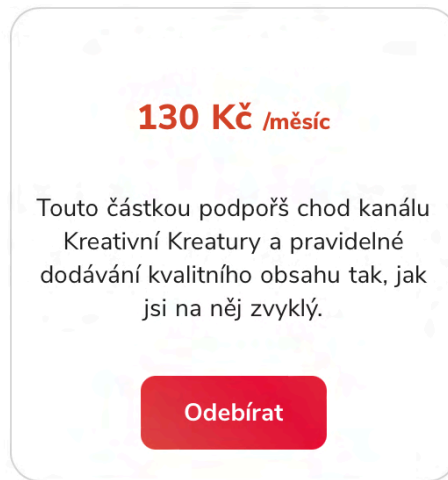 130 Kč /měsíc
Touto částkou podpořš chod kanálu
Kreativní Kreatury a pravidelné
dodávání kvalitního obsahu tak, jak
jsi na něj zvyklý.
Odebírat